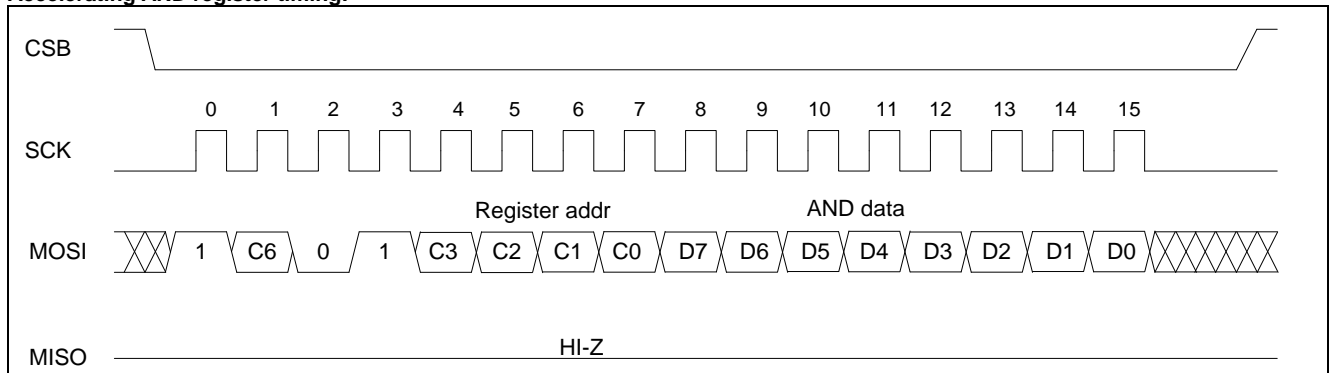 Accelerating AND register timing:
CSB
0 1 2 3 4 5 6 7 8 9 10 11 12 13 14 15
SCK
Register addr AND data
MOSI 1 C6 0 1 C3 C2 C1 C0 D7 D6 D5 D4 D3 D2 D1 D0
HI-Z
MISO